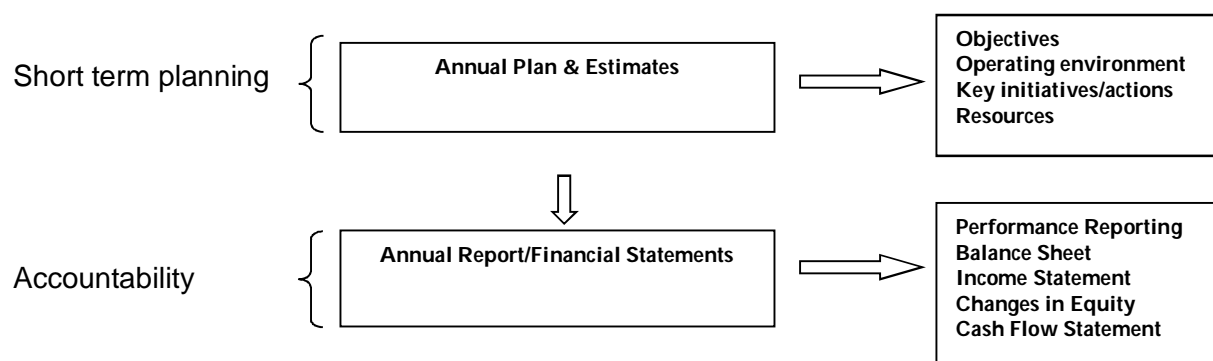 Short term planning
Annual Plan & Estimates
Objectives
Operating environment
Key initiatives/actions
Resources
Accountability
Annual Report/Financial Statements
Performance Reporting
Balance Sheet
Income Statement
Changes in Equity
Cash Flow Statement